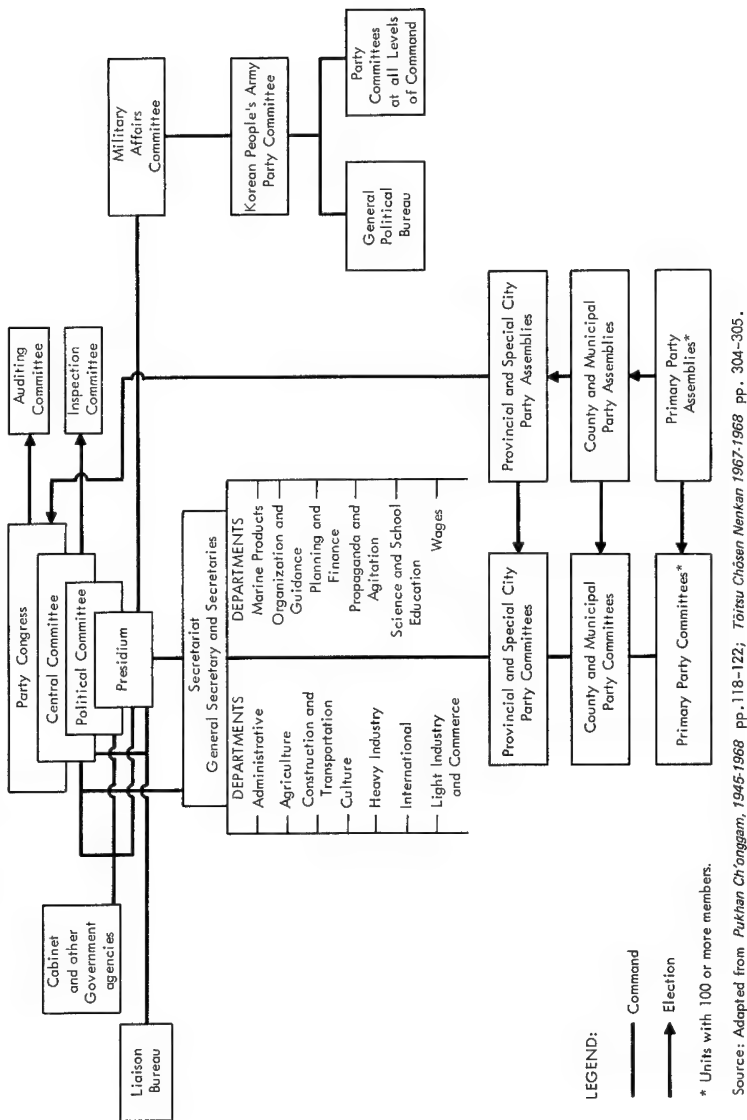 Party Congress
Central Committee
Political Committee
Presidium
Auditing
Committee
Inspection
Committee
Cabinet
and other
Government
agencies
Liaison
Bureau
Military
Affairs
Committee
Korean People's Army
Party Committee
General
Political
Bureau
Party
Committees
at all Levels
of Command
Secretariat
General Secretary and Secretaries
DEPARTMENTS
Administrative
Agriculture
Construction and
Transportation
Culture
Heavy Industry
International
Light Industry
and Commerce
DEPARTMENTS
Marine Products
Organization and
Guidance
Planning and
Finance
Propaganda and
Agitation
Science and School
Education
Wages
Provincial and Special City
Party Committees
County and Municipal
Party Committees
Primary Party Committees*
Provincial and Special City
Party Assemblies
County and Municipal
Party Assemblies
Primary Party
Assemblies*
LEGEND:
Command
Election
* Units with 100 or more members.
Source: Adapted from Pukhan Ch'onggam, 1945-1968 pp.118-122; Tōitsu Chōsen Nenkan 1967-1968 pp. 304-305.